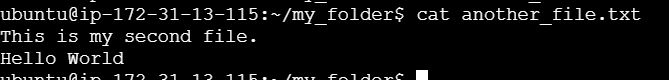 ubuntu@ip-172-31-13-115:~/my_folder$ cat another_file.txt
This is my second file.
Hello World
ubuntu@ip-172-31-13-115:~/my_folder$